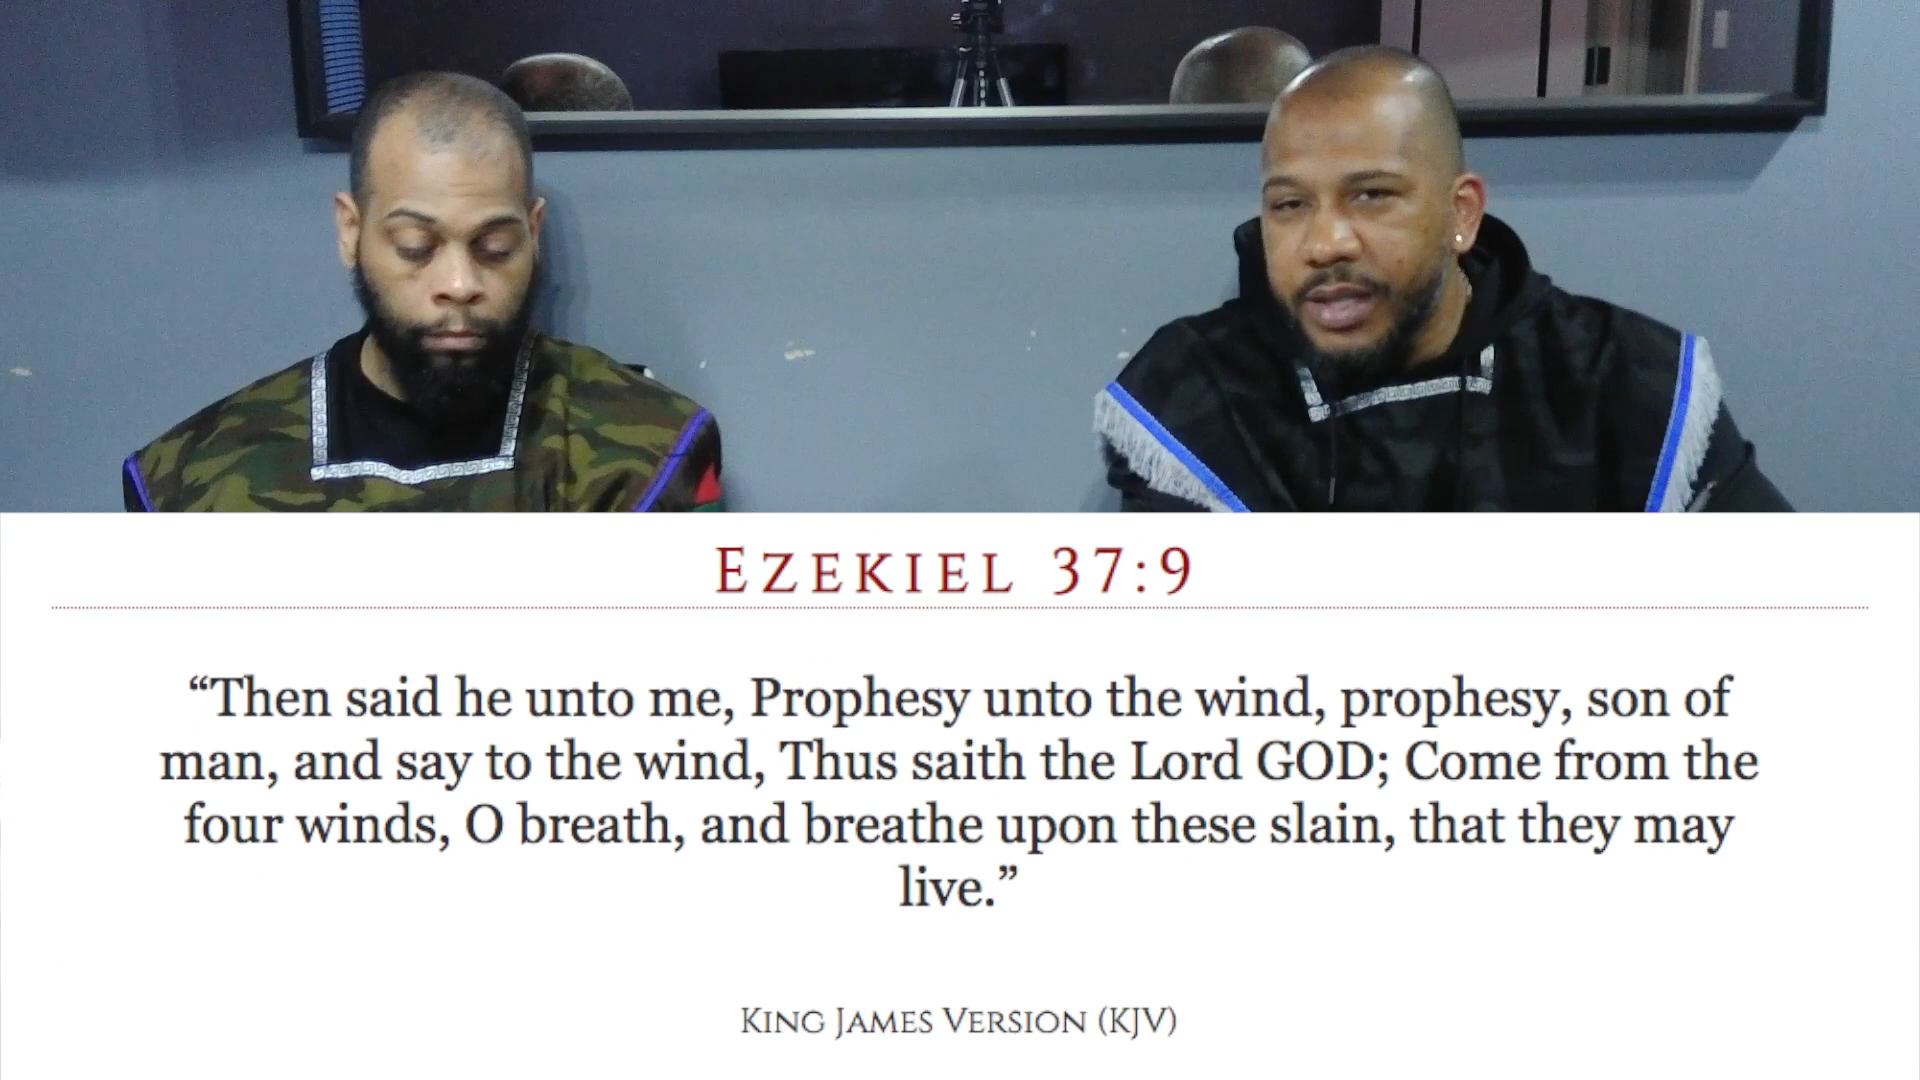 EZEKIEL 37:9
“Then said he unto me, Prophesy unto the wind, prophesy, son of
man, and say to the wind, Thus saith the Lord GOD; Come from the
four winds, O breath, and breathe upon these slain, that they may
live.”
KING JAMES VERSION (KJV)